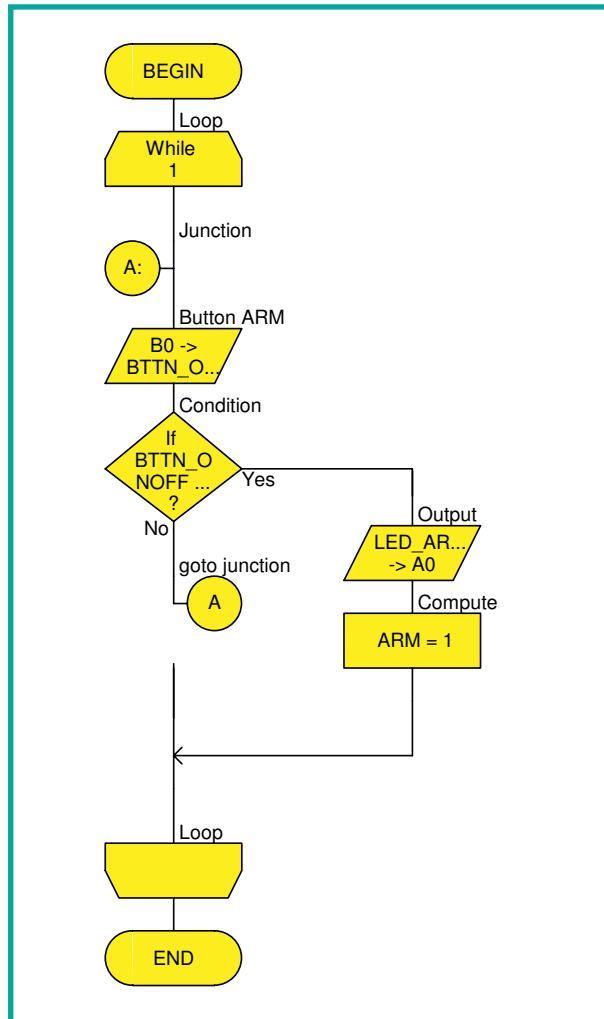 BEGIN
Loop
While
1
Junction
A:
Button ARM
B0 ->
BTTN_O...
Condition
If
BTTN_O
NOFF ...
?
Yes
No
Output
LED_AR...
-> A0
goto junction
A
Compute
ARM = 1
Loop
END